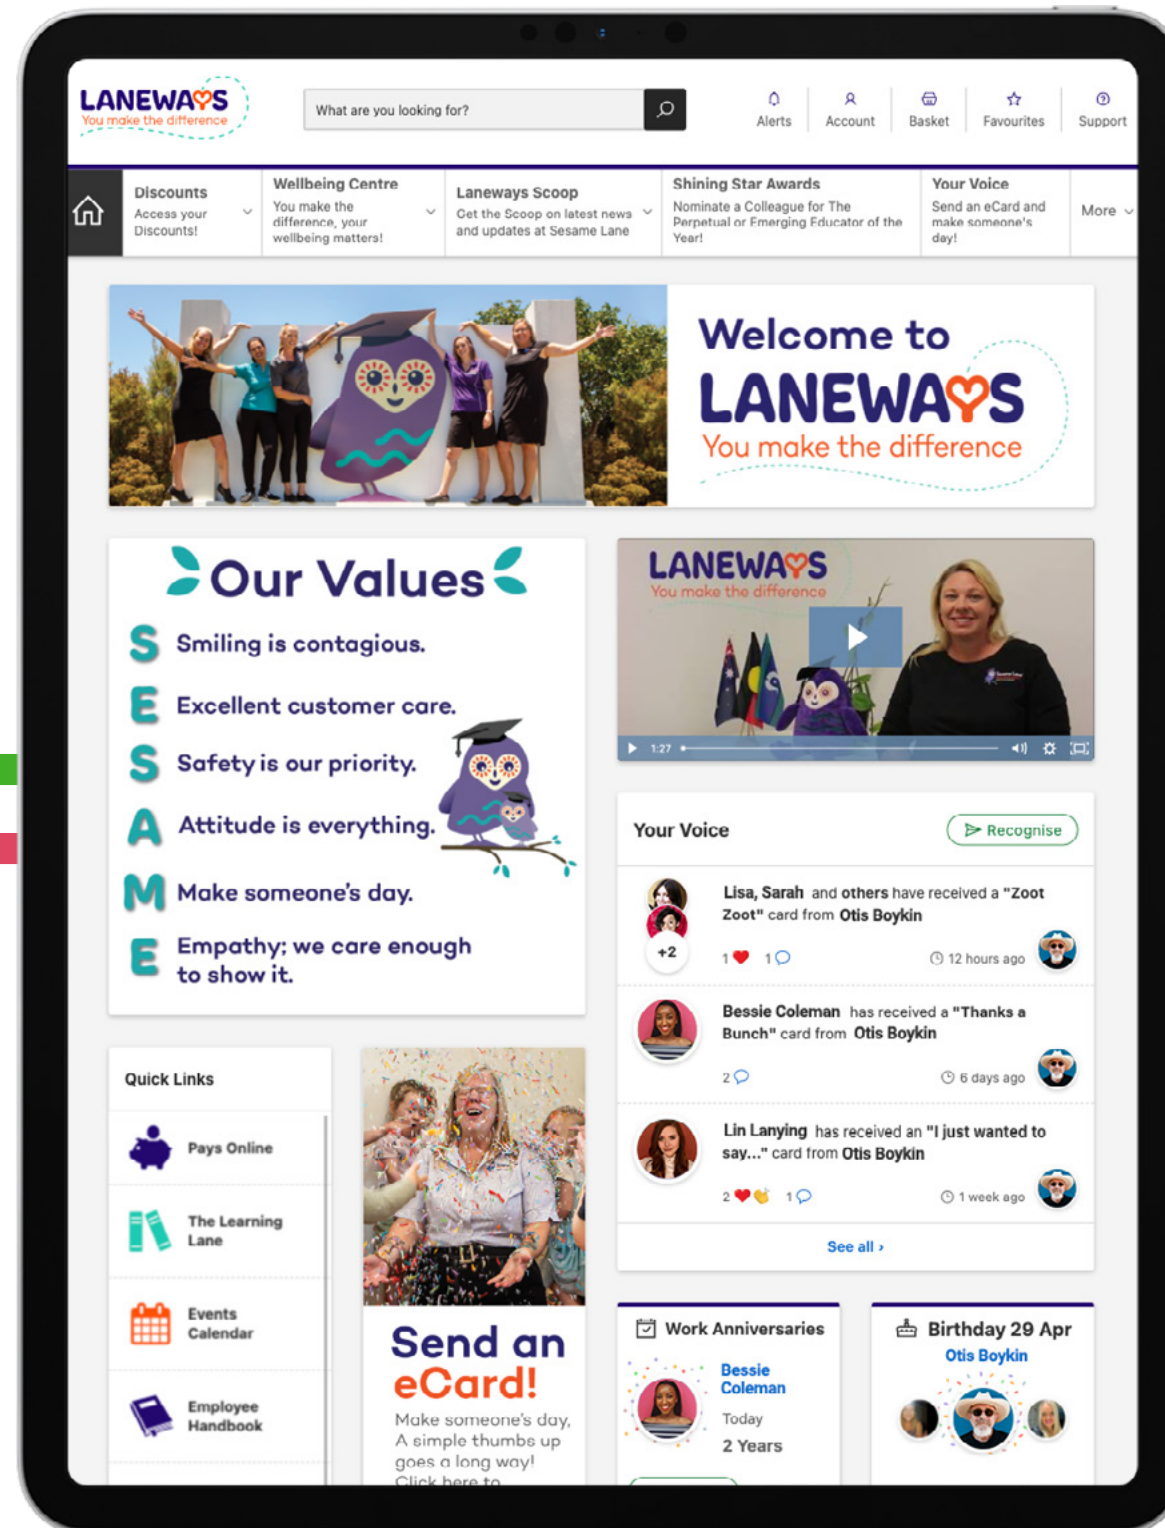 LANEWAYS
You make the difference
What are you looking for?
Alerts
Account
Basket
Favourites
Support
Discounts
Access your
Discounts!
Wellbeing Centre
You make the
difference, your
wellbeing matters!
Laneways Scoop
Get the Scoop on latest news
and updates at Sesame Lane
Shining Star Awards
Nominate a Colleague for The
Perpetual or Emerging Educator of the
Year!
Your Voice
Send an eCard and
make someone's
day!
More
Welcome to
LANEWAYS
You make the difference
Our Values
S Smiling is contagious.
E Excellent customer care.
S Safety is our priority.
A Attitude is everything.
M Make someone's day.
E Empathy; we care enough
to show it.
LANEWAYS
You make the difference
Sesame Lane
1:27
Your Voice
Recognise
Lisa, Sarah and others have received a "Zoot
Zoot" card from Otis Boykin
+2
1 1
12 hours ago
Bessie Coleman has received a "Thanks a
Bunch" card from Otis Boykin
2
6 days ago
Lin Lanying has received an "I just wanted to
say..." card from Otis Boykin
2 1
1 week ago
See all ›
Quick Links
Pays Online
The Learning
Lane
Events
Calendar
Employee
Handbook
Send an
eCard!
Make someone's day,
A simple thumbs up
goes a long way!
Click here to
Work Anniversaries
Bessie
Coleman
Today
2 Years
Birthday 29 Apr
Otis Boykin